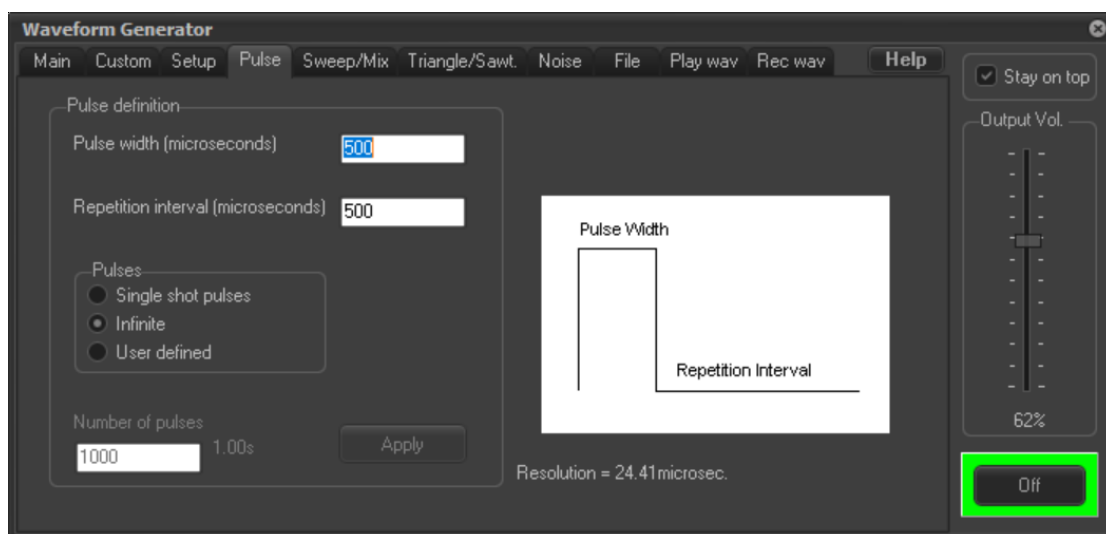 Waveform Generator
Main Custom Setup Pulse Sweep/Mix Triangle/Sawt. Noise File Play wav Rec wav Help
Stay on top
Pulse definition
Output Vol.
Pulse width (microseconds) 500
Repetition interval (microseconds) 500
Pulse Width
Pulses
Single shot pulses
Infinite
User defined
Repetition Interval
Number of pulses
1000 1.00s Apply
62%
Resolution = 24.41microsec.
Off